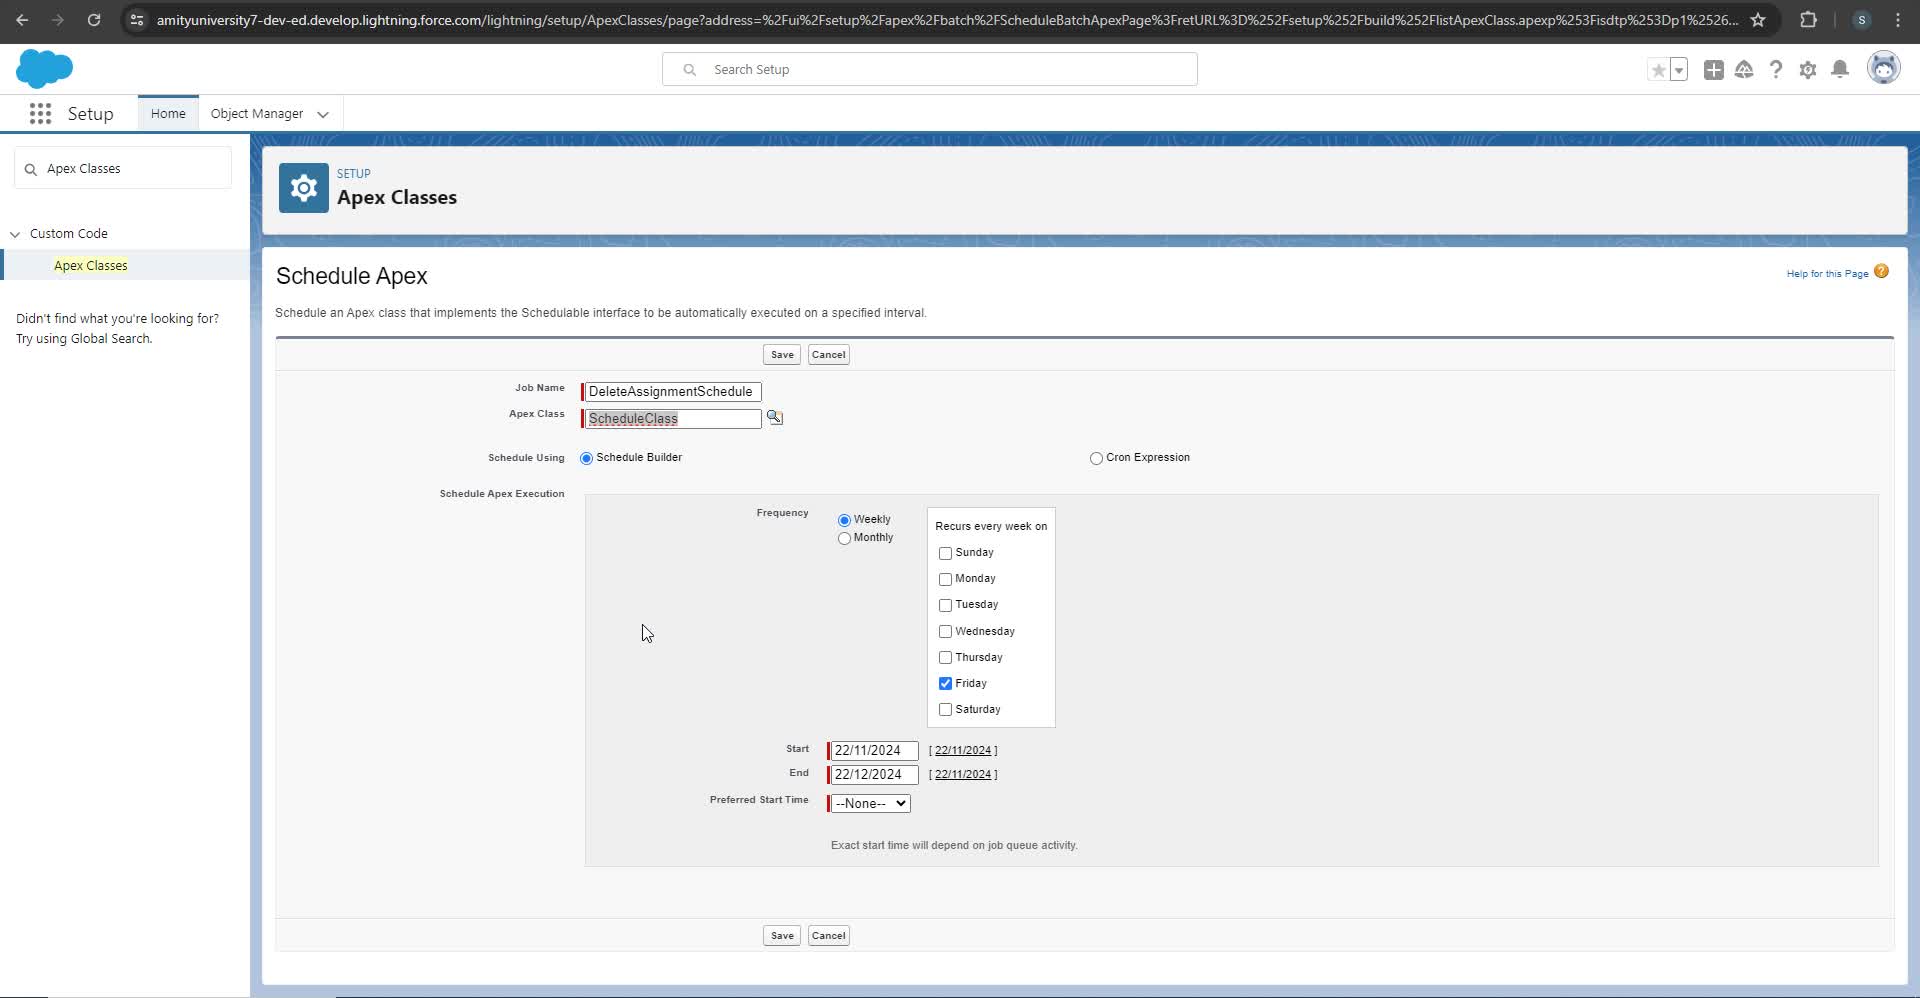 amityuniversity7-dev-ed.develop.lightning.force.com/lightning/setup/ApexClasses/page?address=%2Fui%2Fsetup%2Fapex%2Fbatch%2FScheduleBatchApexPage%3FretURL%3D%252Fsetup%252Fbuild%252FlistApexClass.apexp%253Fisdtp%253Dp1%2526...
S
Search Setup
Setup
Home
Object Manager
Apex Classes
Custom Code
Apex Classes
Didn't find what you're looking for?
Try using Global Search.
SETUP
Apex Classes
Schedule Apex
Help for this Page ?
Schedule an Apex class that implements the Schedulable interface to be automatically executed on a specified interval.
Save Cancel
Job Name DeleteAssignmentSchedule
Apex Class ScheduleClass
Schedule Using Schedule Builder Cron Expression
Schedule Apex Execution
Frequency Weekly
Monthly
Recurs every week on
Sunday
Monday
Tuesday
Wednesday
Thursday
Friday
Saturday
Start 22/11/2024 [ 22/11/2024 ]
End 22/12/2024 [ 22/11/2024 ]
Preferred Start Time --None--
Exact start time will depend on job queue activity.
Save Cancel